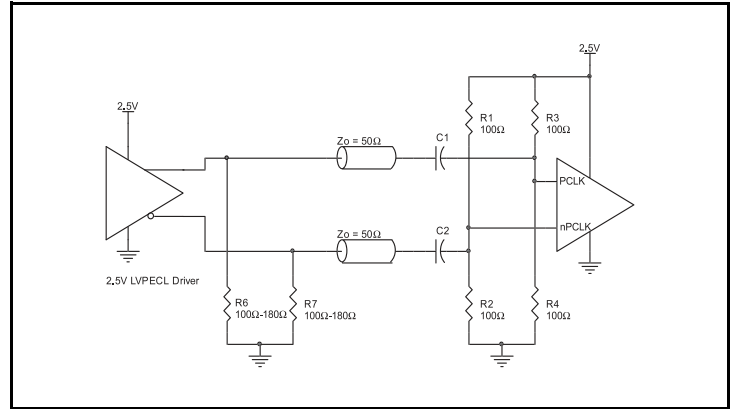 2.5V
2.5V
R1
100Ω
R3
100Ω
Zo = 50Ω
C1
PCLK
nPCLK
Zo = 50Ω
C2
2.5V LVPECL Driver
R6
100Ω-180Ω
R7
100Ω-180Ω
R2
100Ω
R4
100Ω